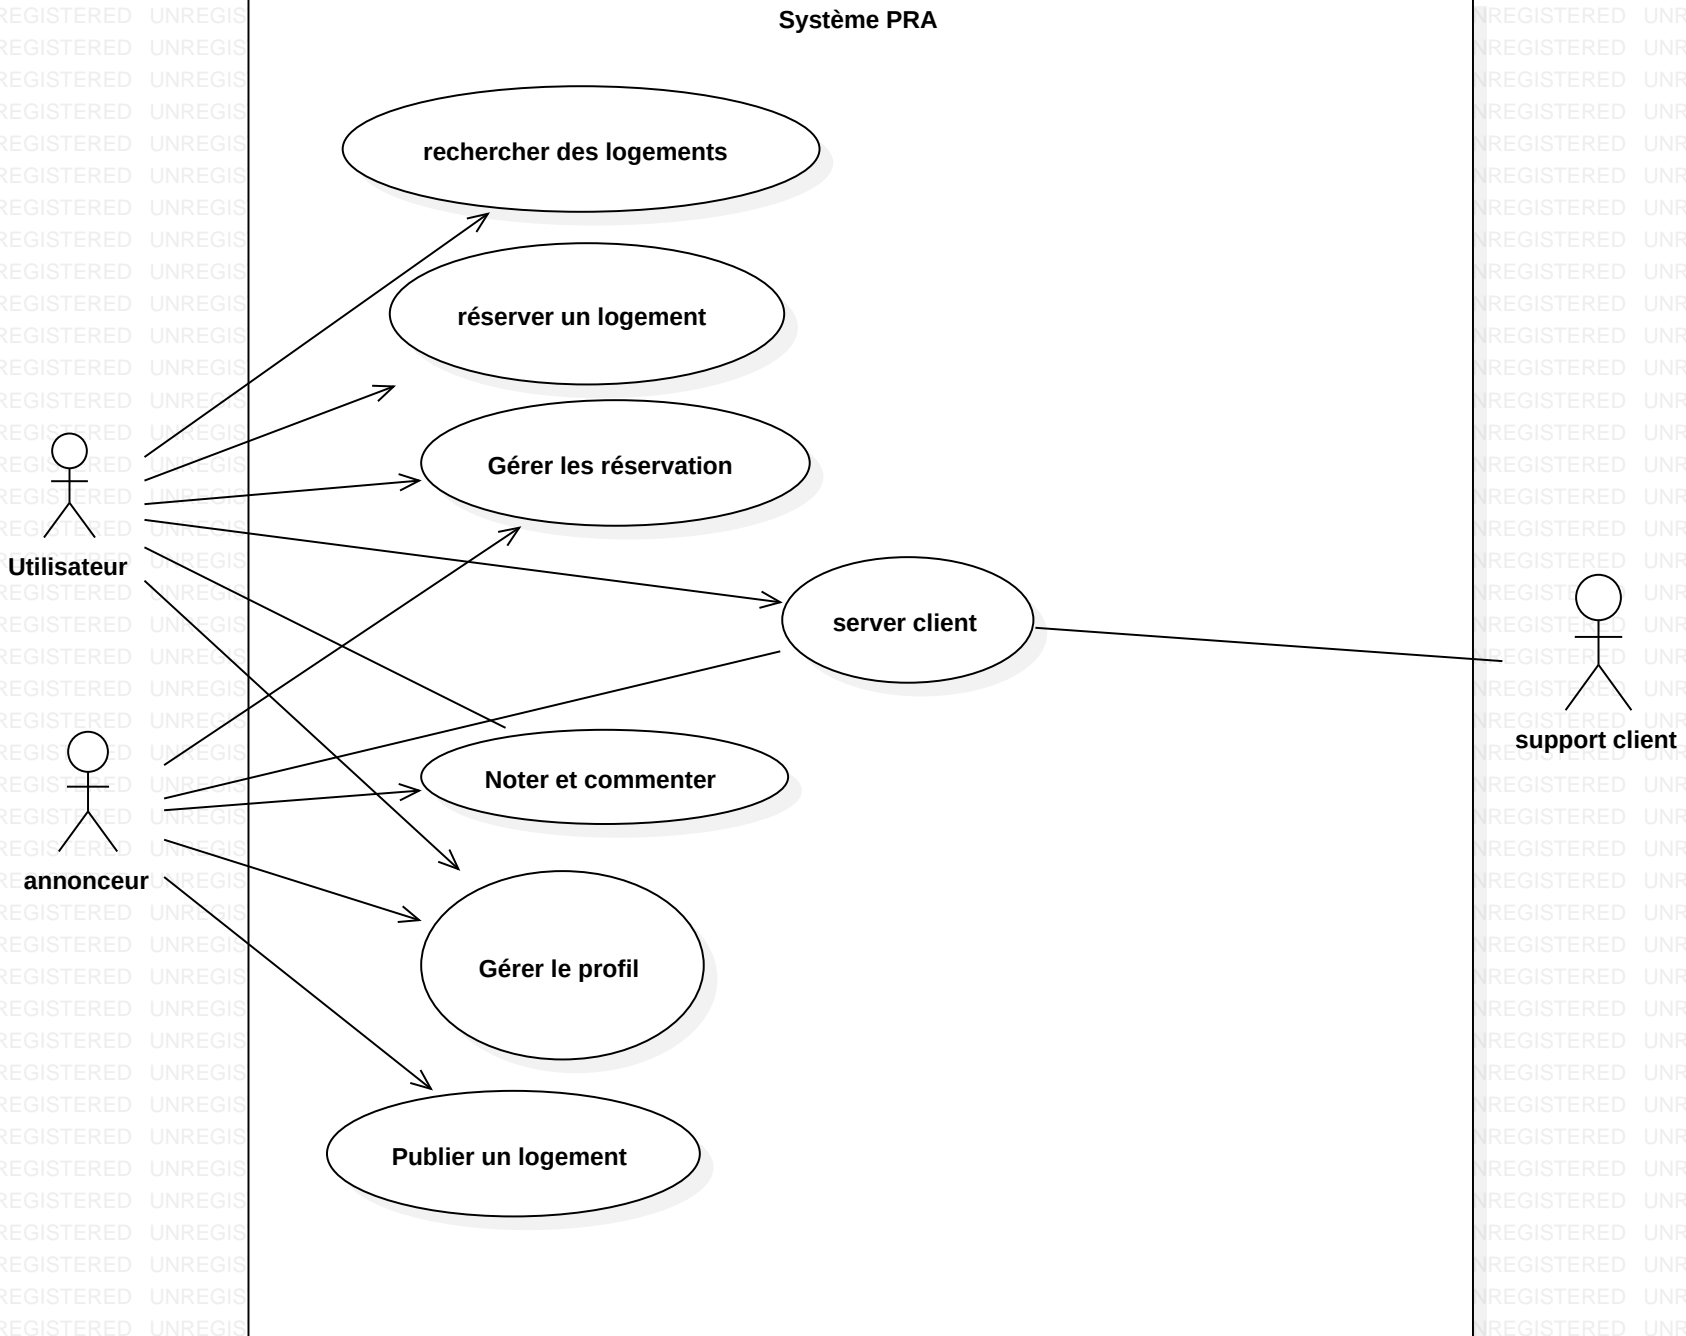 Système PRA
rechercher des logements
réserver un logement
Gérer les réservation
Utilisateur
server client
support client
Noter et commenter
annonceur
Gérer le profil
Publier un logement